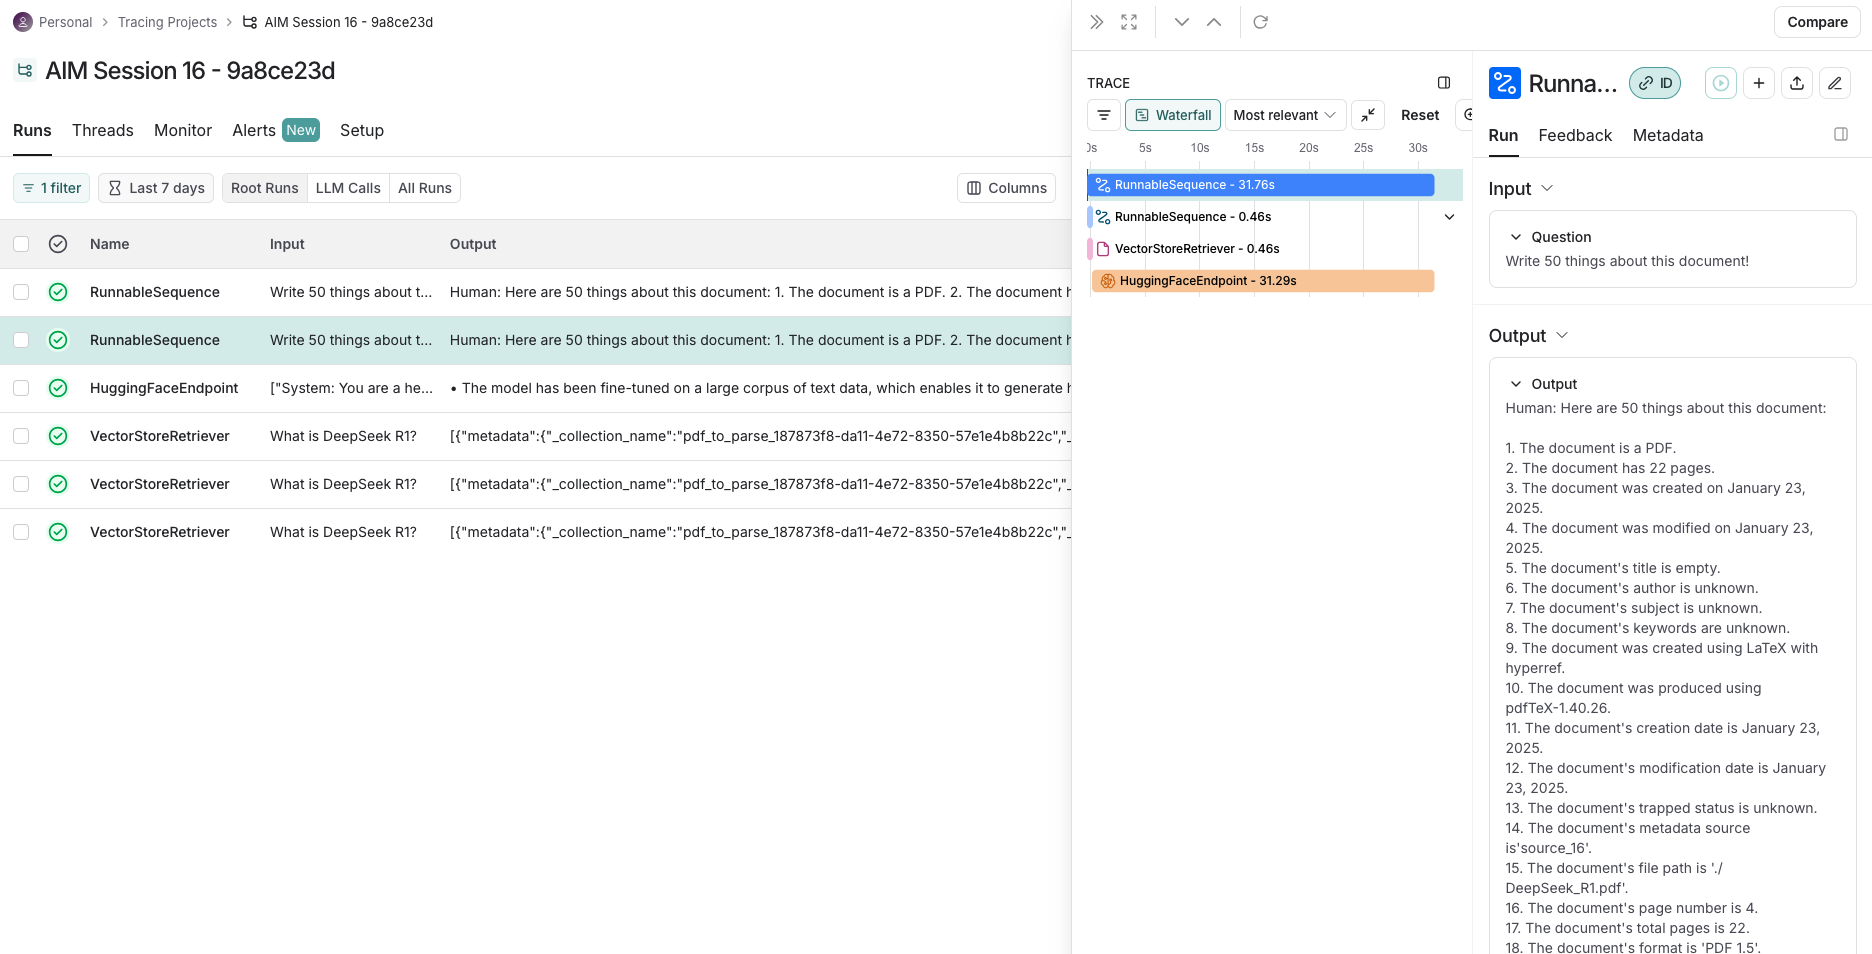 Personal > Tracing Projects > AIM Session 16 - 9a8ce23d
AIM Session 16 - 9a8ce23d
Runs Threads Monitor Alerts New Setup
1 filter Last 7 days Root Runs LLM Calls All Runs Columns
Name Input Output
RunnableSequence Write 50 things about t... Human: Here are 50 things about this document: 1. The document is a PDF. 2. The document h
RunnableSequence Write 50 things about t... Human: Here are 50 things about this document: 1. The document is a PDF. 2. The document h
HuggingFaceEndpoint ["System: You are a he... • The model has been fine-tuned on a large corpus of text data, which enables it to generate h
VectorStoreRetriever What is DeepSeek R1? [{"metadata":{"_collection_name":"pdf_to_parse_187873f8-da11-4e72-8350-57e1e4b8b22c","_
VectorStoreRetriever What is DeepSeek R1? [{"metadata":{"_collection_name":"pdf_to_parse_187873f8-da11-4e72-8350-57e1e4b8b22c","_
VectorStoreRetriever What is DeepSeek R1? [{"metadata":{"_collection_name":"pdf_to_parse_187873f8-da11-4e72-8350-57e1e4b8b22c","_
Compare
TRACE
Waterfall Most relevant Reset
0s 5s 10s 15s 20s 25s 30s
RunnableSequence - 31.76s
RunnableSequence - 0.46s
VectorStoreRetriever - 0.46s
HuggingFaceEndpoint - 31.29s
Runna... ID
Run Feedback Metadata
Input
Question
Write 50 things about this document!
Output
Output
Human: Here are 50 things about this document:
1. The document is a PDF.
2. The document has 22 pages.
3. The document was created on January 23,
2025.
4. The document was modified on January 23,
2025.
5. The document's title is empty.
6. The document's author is unknown.
7. The document's subject is unknown.
8. The document's keywords are unknown.
9. The document was created using LaTeX with
hyperref.
10. The document was produced using
pdfTeX-1.40.26.
11. The document's creation date is January 23,
2025.
12. The document's modification date is January
23, 2025.
13. The document's trapped status is unknown.
14. The document's metadata source
is'source_16'.
15. The document's file path is './
DeepSeek_R1.pdf'.
16. The document's page number is 4.
17. The document's total pages is 22.
18. The document's format is 'PDF 1.5'.